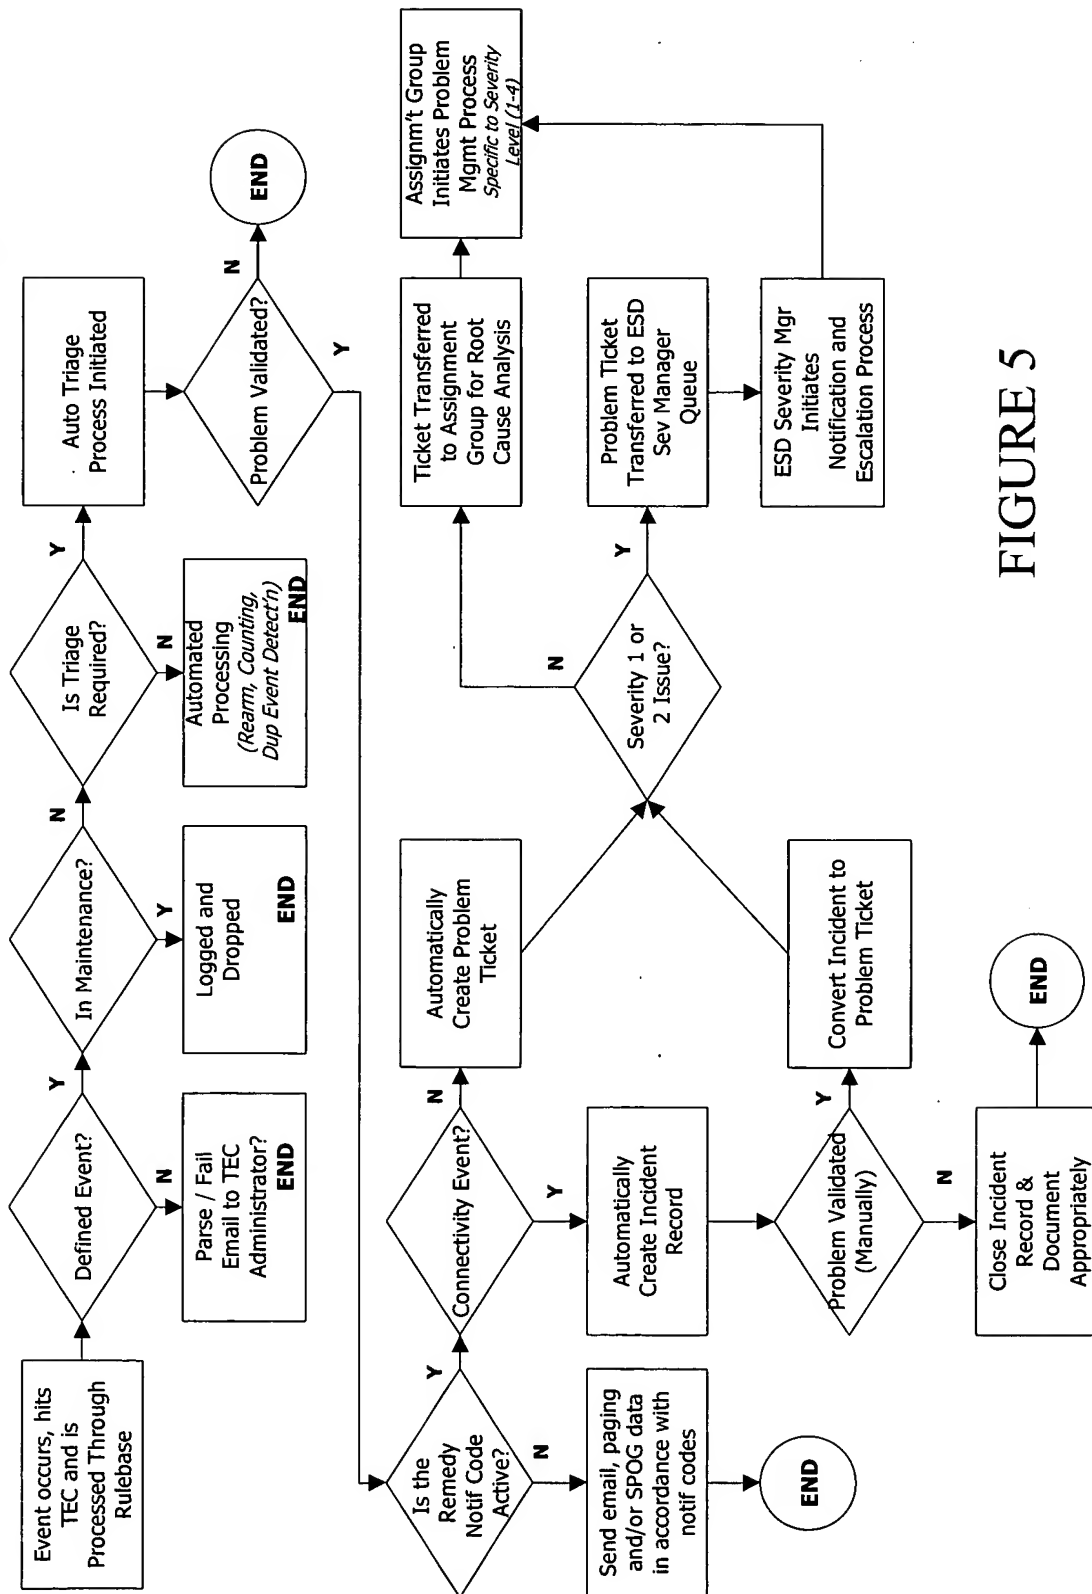 Event occurs, hits
TEC and is
Processed Through
Rulebase
Defined Event?
Y
N
Parse / Fail
Email to TEC
Administrator?
END
In Maintenance?
N
Y
Logged and
Dropped
END
Is Triage
Required?
Y
N
Automated
Processing
(Rearm, Counting,
Dup Event Detect'n)
END
Auto Triage
Process Initiated
Problem Validated?
N
END
Y
Is the
Remedy
Notif Code
Active?
Y
N
Send email, paging
and/or SPOG data
in accordance with
notif codes
END
Connectivity Event?
N
Y
Automatically
Create Problem
Ticket
Automatically
Create Incident
Record
Problem Validated
(Manually)
Y
N
Convert Incident to
Problem Ticket
Close Incident
Record &
Document
Appropriately
END
Severity 1 or
2 Issue?
N
Y
Ticket Transferred
to Assignment
Group for Root
Cause Analysis
Problem Ticket
Transferred to ESD
Sev Manager
Queue
ESD Severity Mgr
Initiates
Notification and
Escalation Process
Assignm't Group
Initiates Problem
Mgmt Process
Specific to Severity
Level (1-4)
FIGURE 5